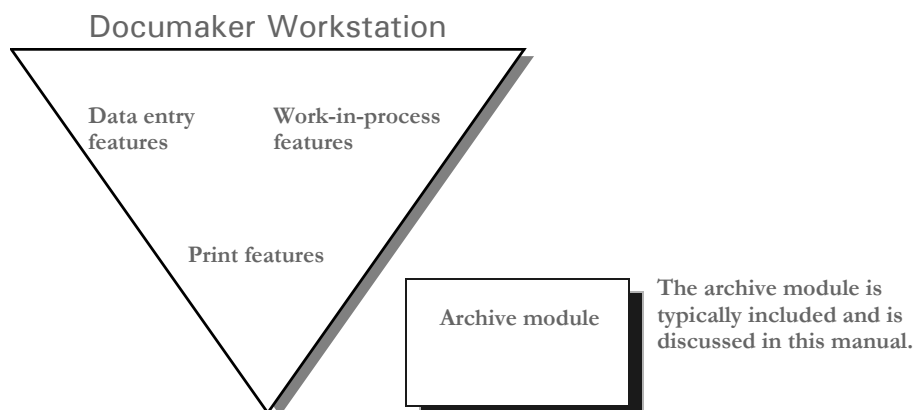 Documaker Workstation
Data entry
features
Work-in-process
features
Print features
Archive module
The archive module is
typically included and is
discussed in this manual.